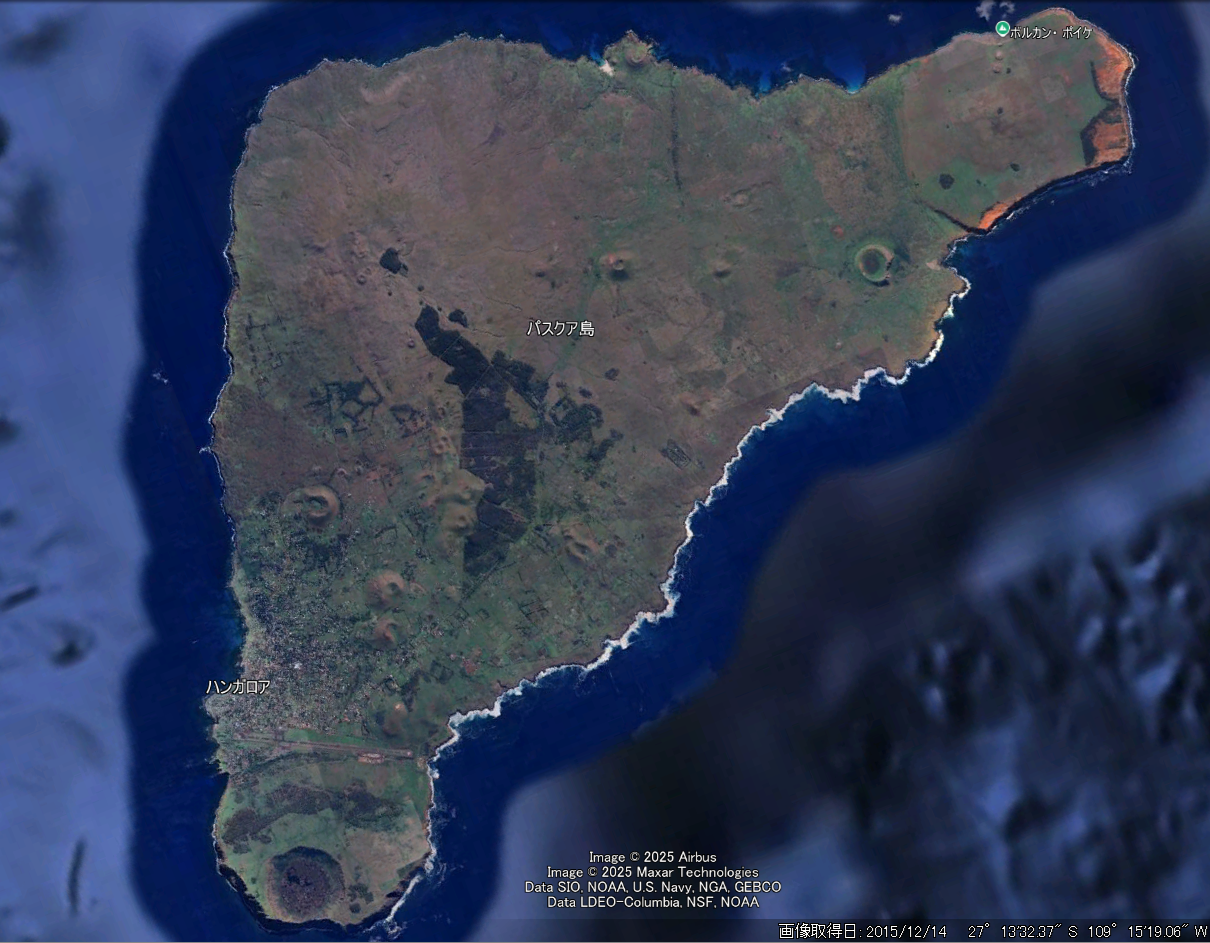 ボルカン・ポイケ
パスクア島
ハンガロア
Image © 2025 Airbus
Image © 2025 Maxar Technologies
Data SIO, NOAA, U.S. Navy, NGA, GEBCO
Data LDEO-Columbia, NSF, NOAA
画像取得日: 2015/12/14 27° 13'32.37" S 109° 15'19.06" W